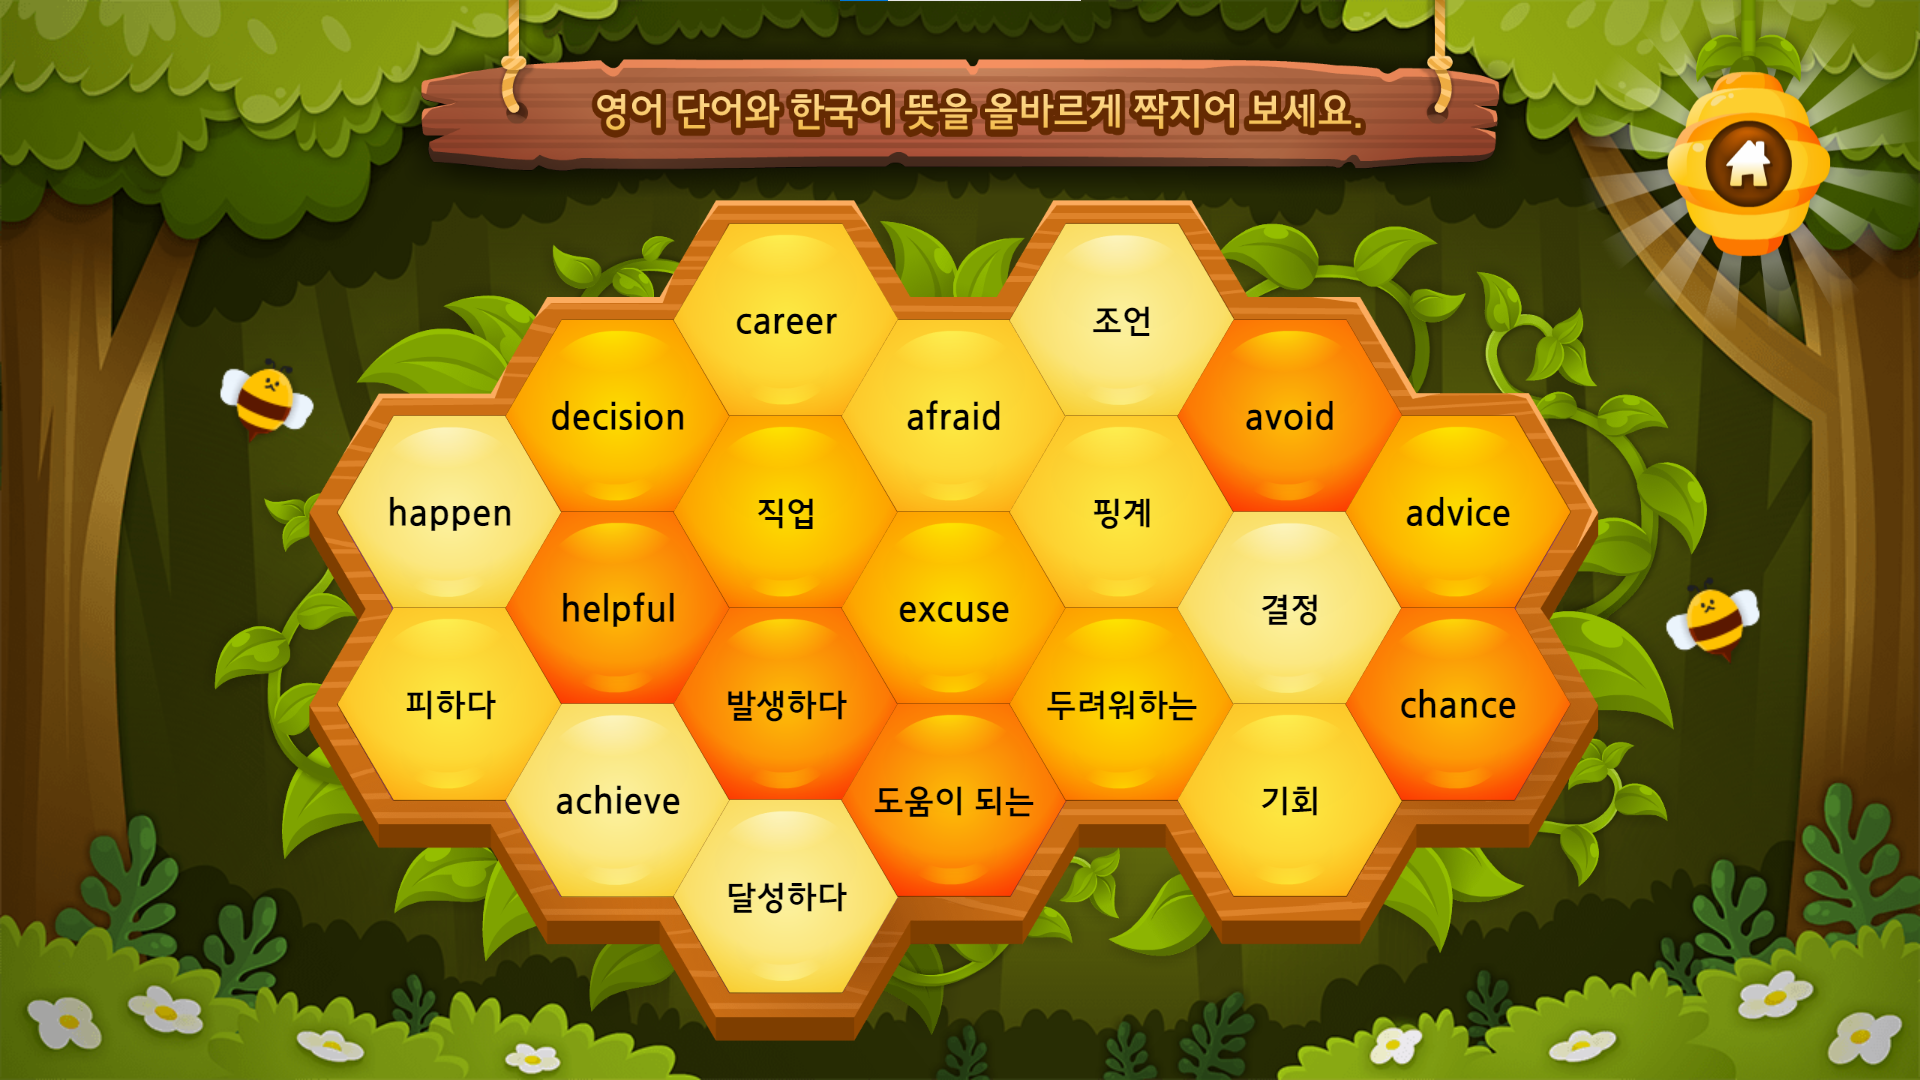 영어 단어와 한국어 뜻을 올바르게 짝지어 보세요.
career
조언
decision
afraid
avoid
happen
직업
핑계
advice
helpful
excuse
결정
피하다
발생하다
두려워하는
chance
achieve
도움이 되는
기회
달성하다